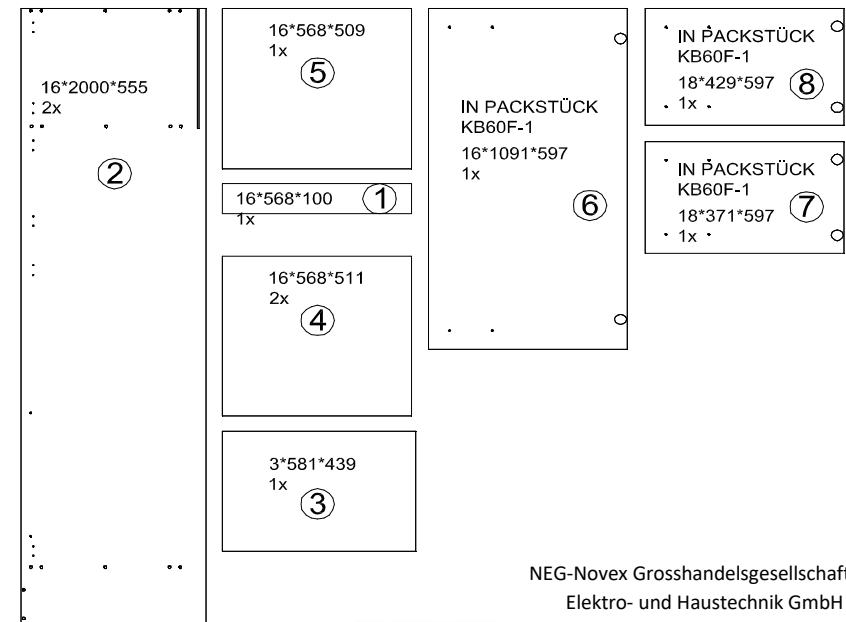 16*2000*555
2x
2
16*568*509
1x
5
16*568*100
1x
1
16*568*511
2x
4
3*581*439
1x
3
IN PACKSTÜCK
KB60F-1
16*1091*597
1x
6
IN PACKSTÜCK
KB60F-1
18*429*597
1x
8
IN PACKSTÜCK
KB60F-1
18*371*597
1x
7
NEG-Novex Grosshandelsgesellschaft
Elektro- und Haustechnik GmbH